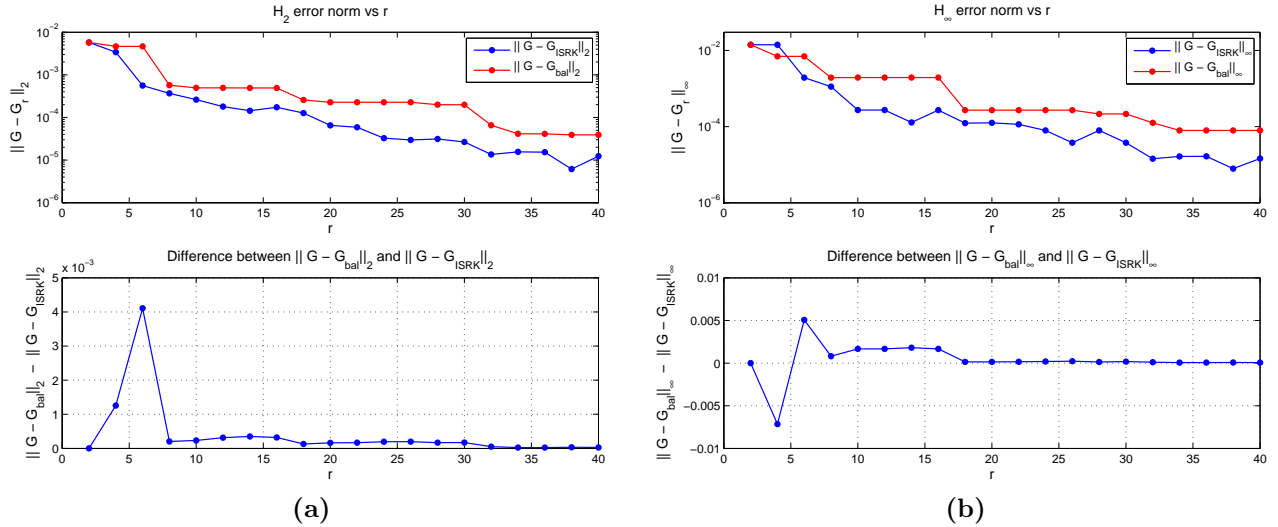 H₂ error norm vs r
|| G − G_r ||₂
10⁻²
10⁻³
10⁻⁴
10⁻⁵
10⁻⁶
|| G − G_ISRK||₂
|| G − G_bal||₂
0 5 10 15 20 25 30 35 40
r
Difference between || G − G_bal||₂ and || G − G_ISRK||₂
x 10⁻³
|| G − G_bal||₂ − || G − G_ISRK||₂
5
4
3
2
1
0
0 5 10 15 20 25 30 35 40
r
(a)
H_∞ error norm vs r
|| G − G_r ||_∞
10⁻²
10⁻⁴
10⁻⁶
|| G − G_ISRK||_∞
|| G − G_bal||_∞
0 5 10 15 20 25 30 35 40
r
Difference between || G − G_bal||_∞ and || G − G_ISRK||_∞
|| G − G_bal||_∞ − || G − G_ISRK||_∞
0.01
0.005
0
−0.005
−0.01
0 5 10 15 20 25 30 35 40
r
(b)